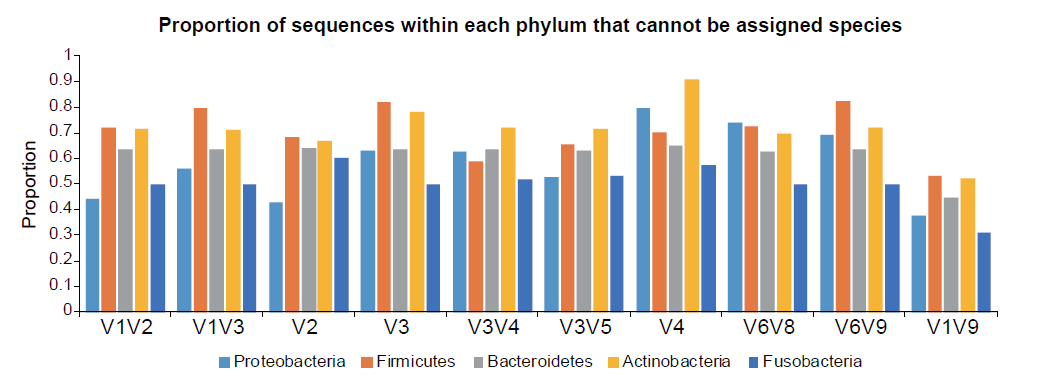 Proportion of sequences within each phylum that cannot be assigned species
Proportion
1
0.9
0.8
0.7
0.6
0.5
0.4
0.3
0.2
0.1
0
V1V2 V1V3 V2 V3 V3V4 V3V5 V4 V6V8 V6V9 V1V9
Proteobacteria Firmicutes Bacteroidetes Actinobacteria Fusobacteria